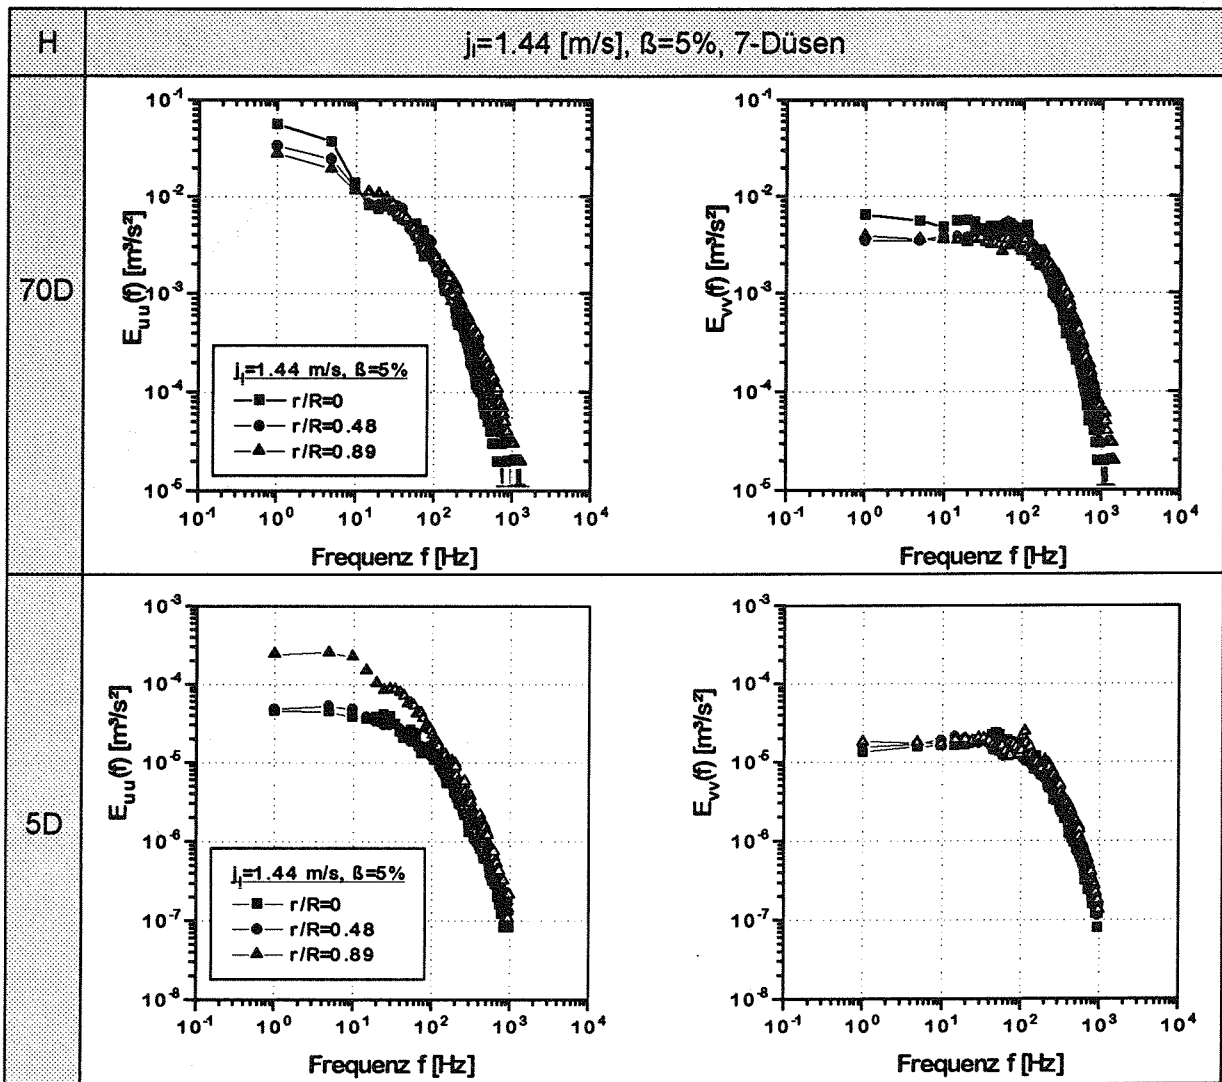 H
jₗ=1.44 [m/s], ß=5%, 7-Düsen
70D
10⁻¹
10⁻²
10⁻³
10⁻⁴
10⁻⁵
Eᵤᵤ(f) [m³/s²]
jₗ=1.44 m/s, ß=5%
r/R=0
r/R=0.48
r/R=0.89
10⁻¹ 10⁰ 10¹ 10² 10³ 10⁴
Frequenz f [Hz]
10⁻¹
10⁻²
10⁻³
10⁻⁴
10⁻⁵
Eᵥᵥ(f) [m³/s²]
10⁻¹ 10⁰ 10¹ 10² 10³ 10⁴
Frequenz f [Hz]
5D
10⁻³
10⁻⁴
10⁻⁵
10⁻⁶
10⁻⁷
10⁻⁸
Eᵤᵤ(f) [m³/s²]
jₗ=1.44 m/s, ß=5%
r/R=0
r/R=0.48
r/R=0.89
10⁻¹ 10⁰ 10¹ 10² 10³ 10⁴
Frequenz f [Hz]
10⁻³
10⁻⁴
10⁻⁵
10⁻⁶
10⁻⁷
10⁻⁸
Eᵥᵥ(f) [m³/s²]
10⁻¹ 10⁰ 10¹ 10² 10³ 10⁴
Frequenz f [Hz]